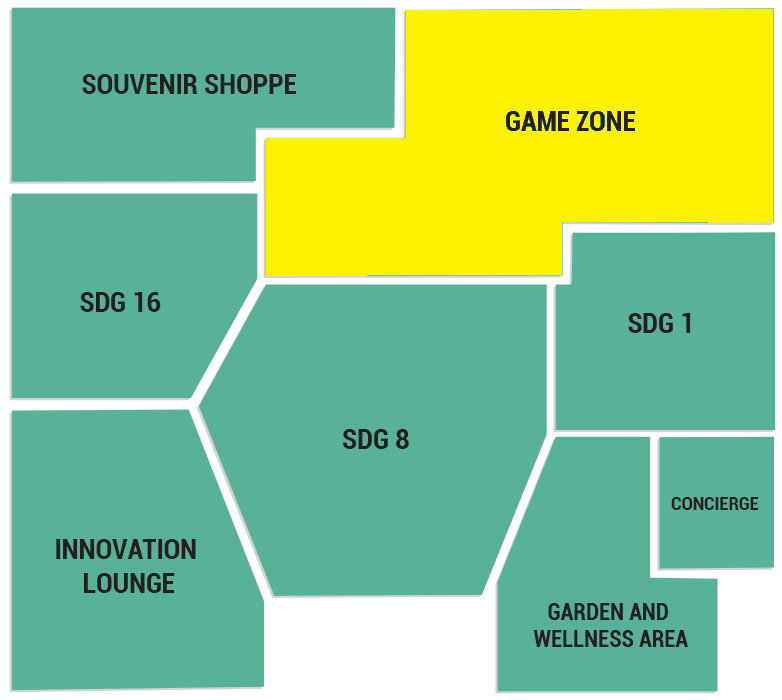 SOUVENIR SHOPPE
GAME ZONE
SDG 16
SDG 1
SDG 8
CONCIERGE
INNOVATION
LOUNGE
GARDEN AND
WELLNESS AREA